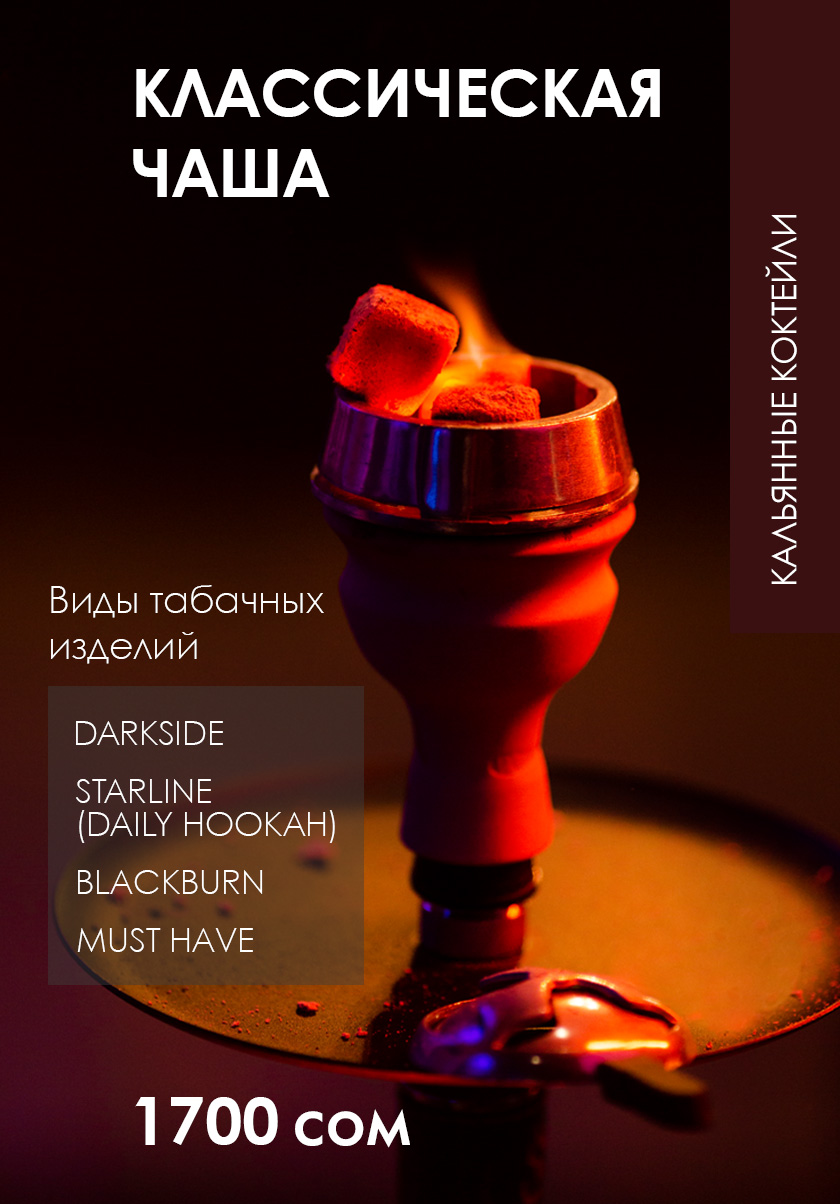 КЛАССИЧЕСКАЯ
ЧАША
КАЛЬЯННЫЕ КОКТЕЙЛИ
Виды табачных
изделий
DARKSIDE
STARLINE
(DAILY HOOKAH)
BLACKBURN
MUST HAVE
1700 сом